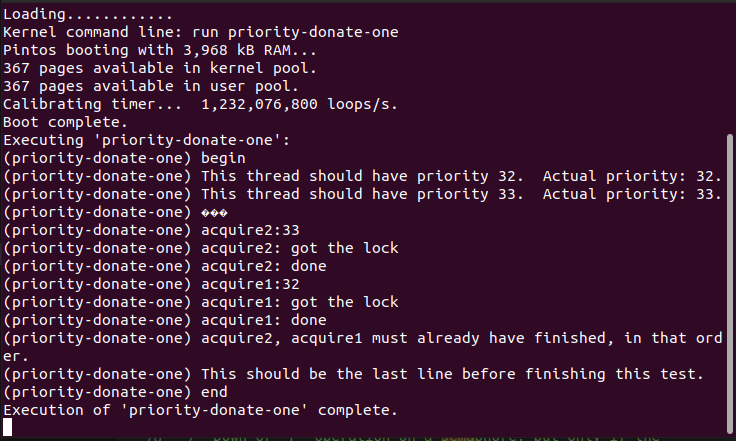 Loading............
Kernel command line: run priority-donate-one
Pintos booting with 3,968 kB RAM...
367 pages available in kernel pool.
367 pages available in user pool.
Calibrating timer...  1,232,076,800 loops/s.
Boot complete.
Executing 'priority-donate-one':
(priority-donate-one) begin
(priority-donate-one) This thread should have priority 32.  Actual priority: 32.
(priority-donate-one) This thread should have priority 33.  Actual priority: 33.
(priority-donate-one) ���
(priority-donate-one) acquire2:33
(priority-donate-one) acquire2: got the lock
(priority-donate-one) acquire2: done
(priority-donate-one) acquire1:32
(priority-donate-one) acquire1: got the lock
(priority-donate-one) acquire1: done
(priority-donate-one) acquire2, acquire1 must already have finished, in that ord
er.
(priority-donate-one) This should be the last line before finishing this test.
(priority-donate-one) end
Execution of 'priority-donate-one' complete.